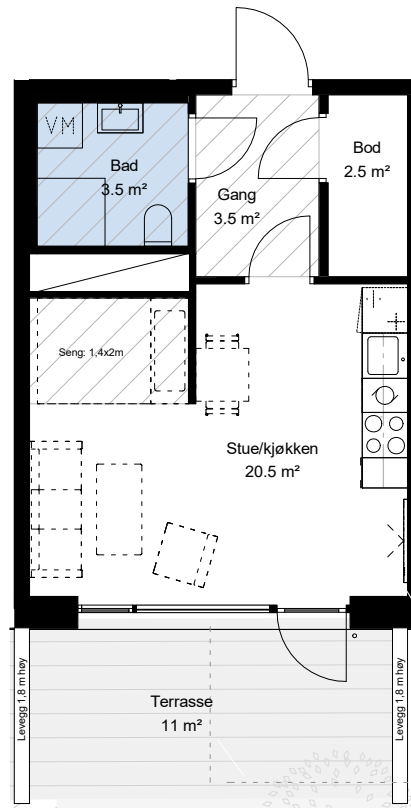 VM
Bad
3.5 m²
Gang
3.5 m²
Bod
2.5 m²
Seng: 1,4x2m
Stue/kjøkken
20.5 m²
Levegg 1,8 m høy
Terrasse
11 m²
Levegg 1,8 m høy